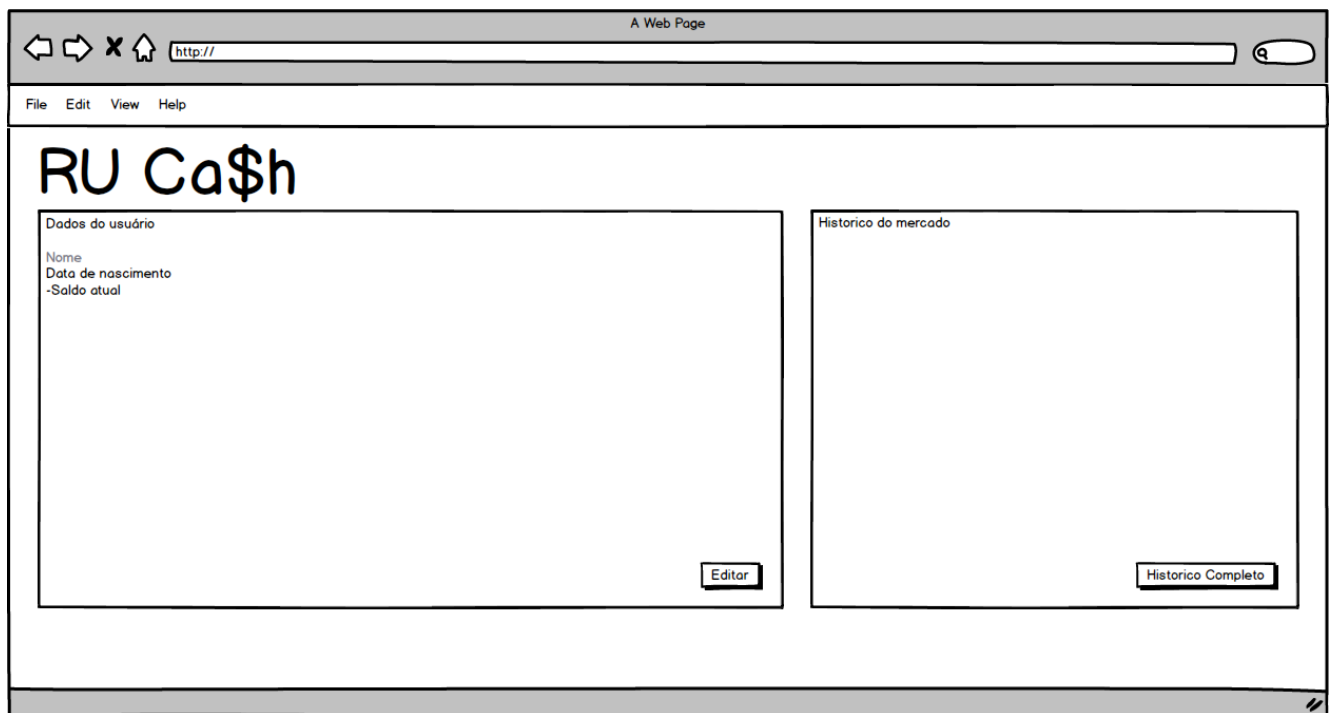 A Web Page
http://
File Edit View Help
RU Ca$h
Dados do usuário
Nome
Data de nascimento
-Saldo atual
Editar
Historico do mercado
Historico Completo